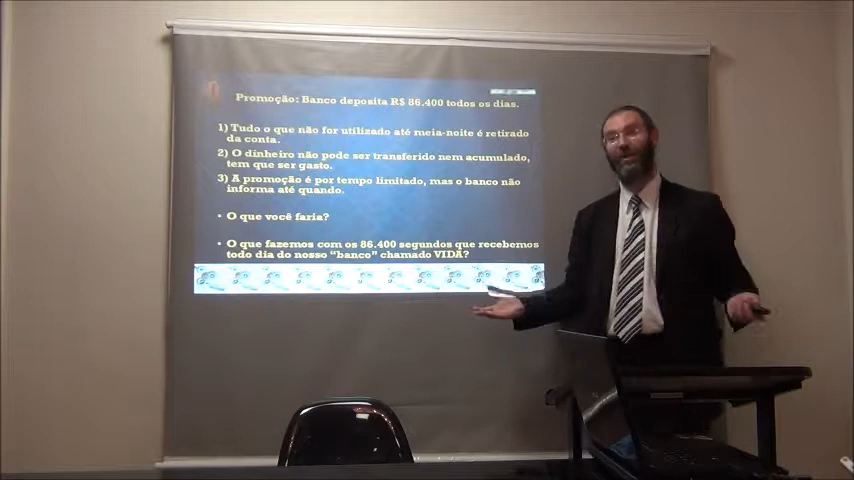 Promoção: Banco deposita R$ 86.400 todos os dias.
1) Tudo o que não for utilizado até meia-noite é retirado
da conta.
2) O dinheiro não pode ser transferido nem acumulado,
tem que ser gasto.
3) A promoção é por tempo limitado, mas o banco não
informa até quando.
• O que você faria?
• O que fazemos com os 86.400 segundos que recebemos
todo dia do nosso "banco" chamado VIDA?